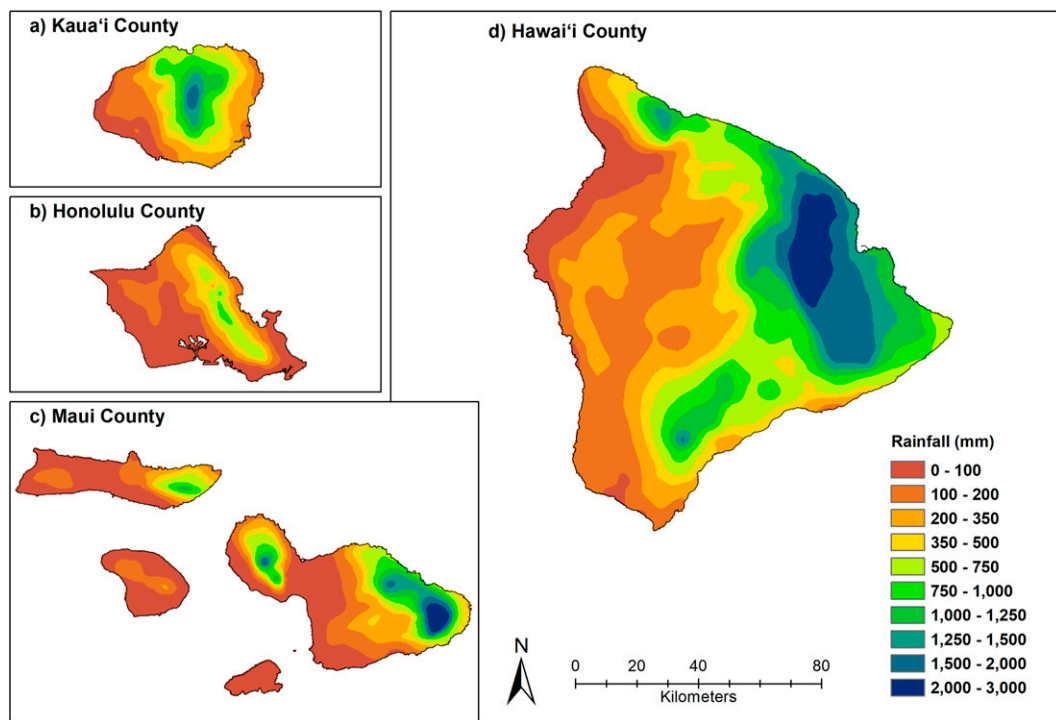 a) Kauaʻi County
b) Honolulu County
c) Maui County
d) Hawaiʻi County
Rainfall (mm)
0 - 100
100 - 200
200 - 350
350 - 500
500 - 750
750 - 1,000
1,000 - 1,250
1,250 - 1,500
1,500 - 2,000
2,000 - 3,000
N
0 20 40 80
Kilometers